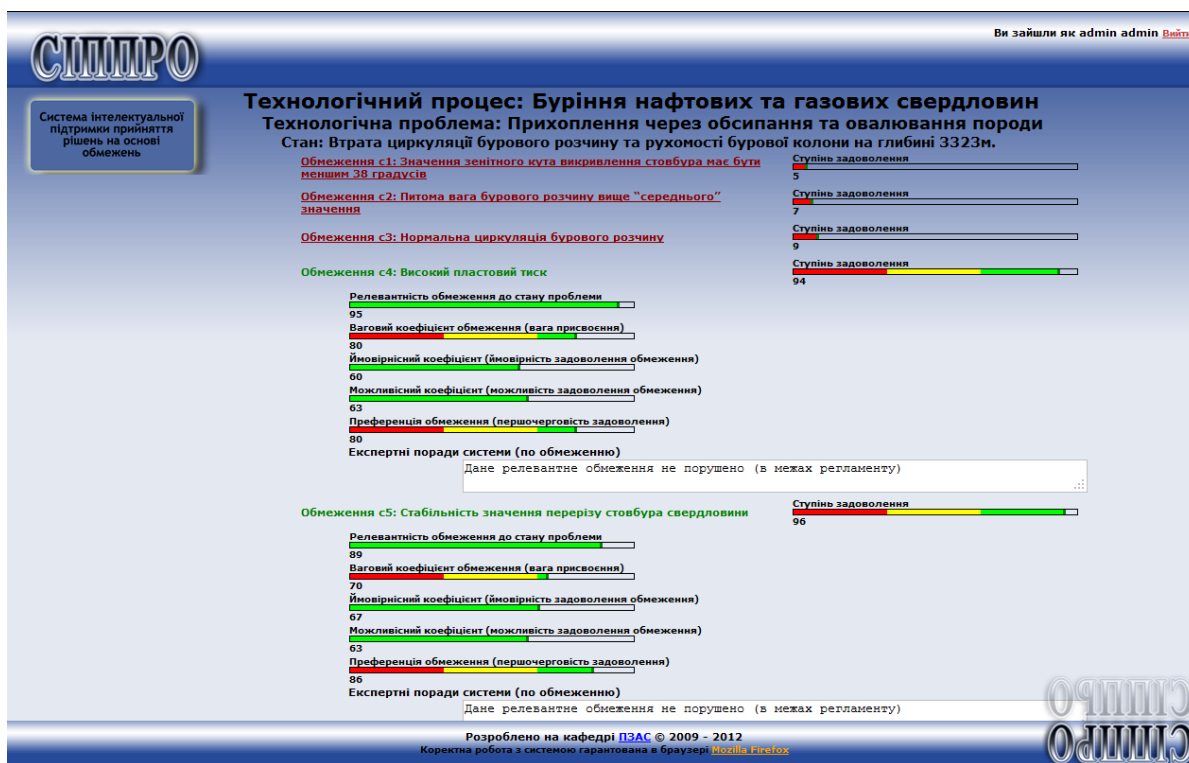 Ви зайшли як admin admin Вийти
СІППРО
Система інтелектуальної
підтримки прийняття
рішень на основі
обмежень
Технологічний процес: Буріння нафтових та газових свердловин
Технологічна проблема: Прихоплення через обсипання та овалювання породи
Стан: Втрата циркуляції бурового розчину та рухомості бурової колони на глибині 3323м.
Обмеження c1: Значення зенітного кута викривлення стовбура має бути
меншим 38 градусів
Ступінь задоволення
5
Обмеження c2: Питома вага бурового розчину вище “середнього”
значення
Ступінь задоволення
7
Обмеження c3: Нормальна циркуляція бурового розчину
Ступінь задоволення
9
Обмеження c4: Високий пластовий тиск
Ступінь задоволення
94
Релевантність обмеження до стану проблеми
95
Ваговий коефіцієнт обмеження (вага присвоєння)
80
Ймовірнісний коефіцієнт (ймовірність задоволення обмеження)
60
Можливісний коефіцієнт (можливість задоволення обмеження)
63
Преференція обмеження (першочерговість задоволення)
80
Експертні поради системи (по обмеженню)
Дане релевантне обмеження не порушено (в межах регламенту)
Обмеження c5: Стабільність значення перерізу стовбура свердловини
Ступінь задоволення
96
Релевантність обмеження до стану проблеми
89
Ваговий коефіцієнт обмеження (вага присвоєння)
70
Ймовірнісний коефіцієнт (ймовірність задоволення обмеження)
67
Можливісний коефіцієнт (можливість задоволення обмеження)
63
Преференція обмеження (першочерговість задоволення)
86
Експертні поради системи (по обмеженню)
Дане релевантне обмеження не порушено (в межах регламенту)
Розроблено на кафедрі ПЗАС © 2009 - 2012
Коректна робота з системою гарантована в браузері Mozilla Firefox
СІППРО
СІППРО